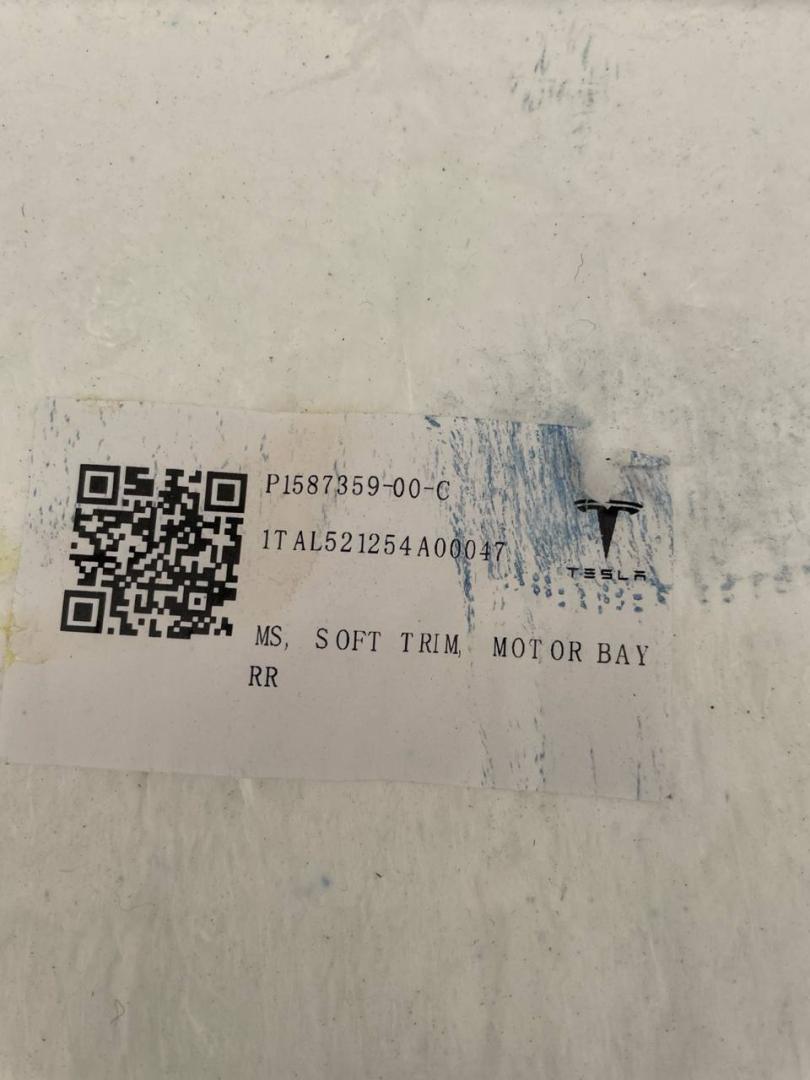 P1587359-00-C
1TAL521254A00047
TESLA
MS, SOFT TRIM, MOTOR BAY
RR